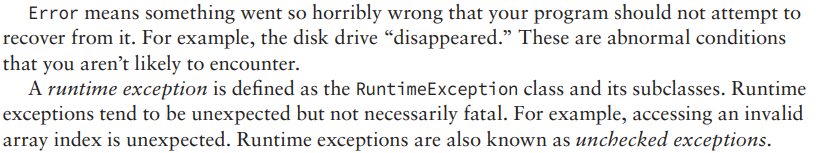 Error means something went so horribly wrong that your program should not attempt to
recover from it. For example, the disk drive “disappeared.” These are abnormal conditions
that you aren’t likely to encounter.
A runtime exception is defined as the RuntimeException class and its subclasses. Runtime
exceptions tend to be unexpected but not necessarily fatal. For example, accessing an invalid
array index is unexpected. Runtime exceptions are also known as unchecked exceptions.